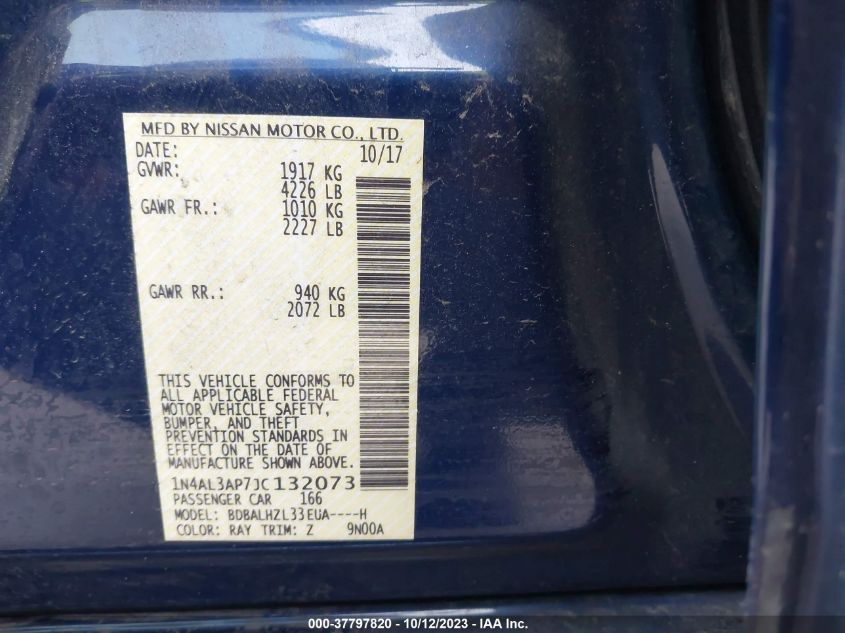 MFD BY NISSAN MOTOR CO., LTD.
DATE: 10/17
GVWR: 1917 KG
4226 LB
GAWR FR.: 1010 KG
2227 LB
GAWR RR.: 940 KG
2072 LB
THIS VEHICLE CONFORMS TO
ALL APPLICABLE FEDERAL
MOTOR VEHICLE SAFETY,
BUMPER, AND THEFT
PREVENTION STANDARDS IN
EFFECT ON THE DATE OF
MANUFACTURE SHOWN ABOVE.
1N4AL3AP7JC132073
PASSENGER CAR 166
MODEL: BDBALHZL33EUA----H
COLOR: RAY TRIM: Z 9N00A
000-37797820 - 10/12/2023 - IAA Inc.